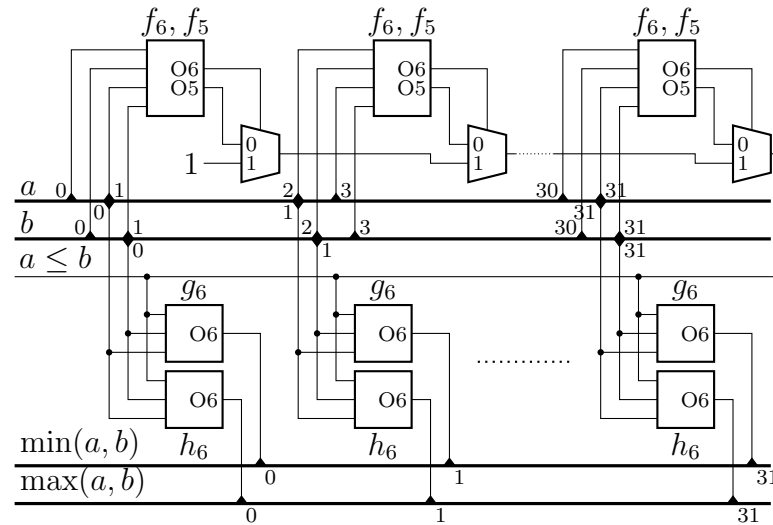 f6, f5 f6, f5 f6, f5
O6 O6 O6
O5 O5 O5
0 0 0
1 1 1 1
a 0 1 2 3 30 31
0 1 31
b 0 1 2 3 30 31
0 1 31
a ≤ b
g6 g6 g6
O6 O6 O6
............
O6 O6 O6
min(a, b) h6 h6 h6
0 1 31
max(a, b)
0 1 31